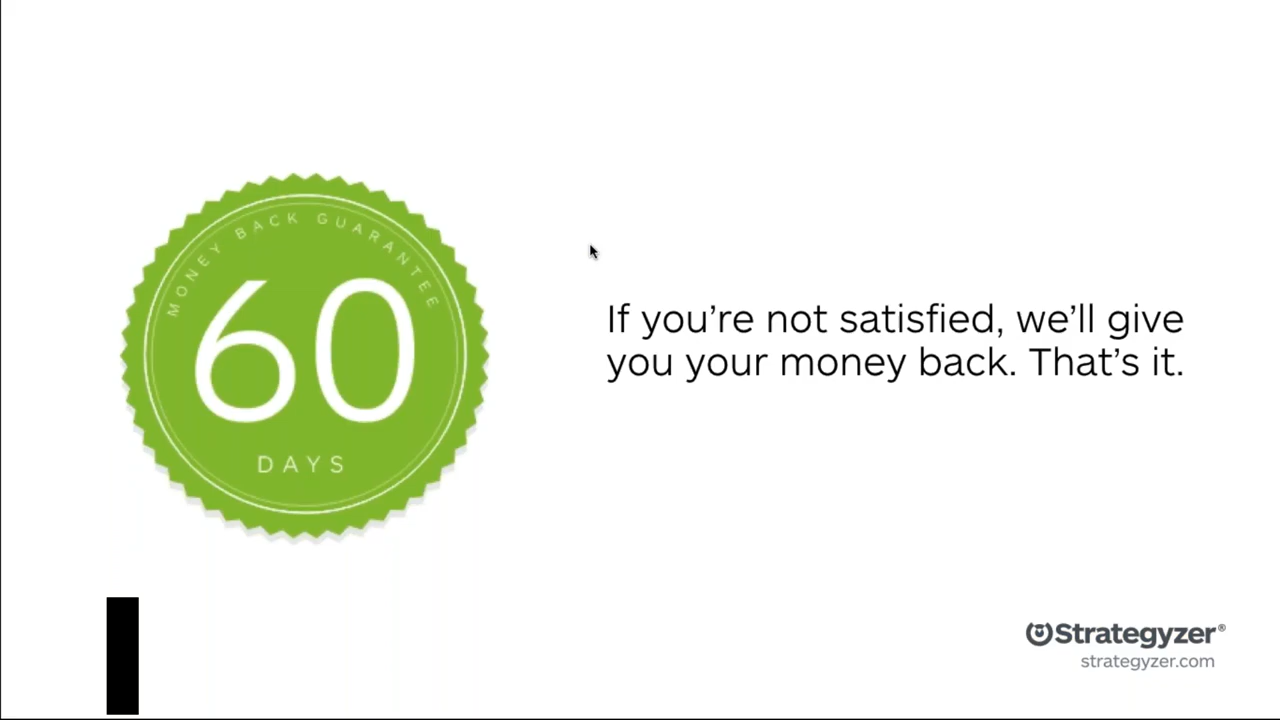 MONEY BACK GUARANTEE
60
DAYS
If you’re not satisfied, we’ll give
you your money back. That’s it.
Strategyzer®
strategyzer.com